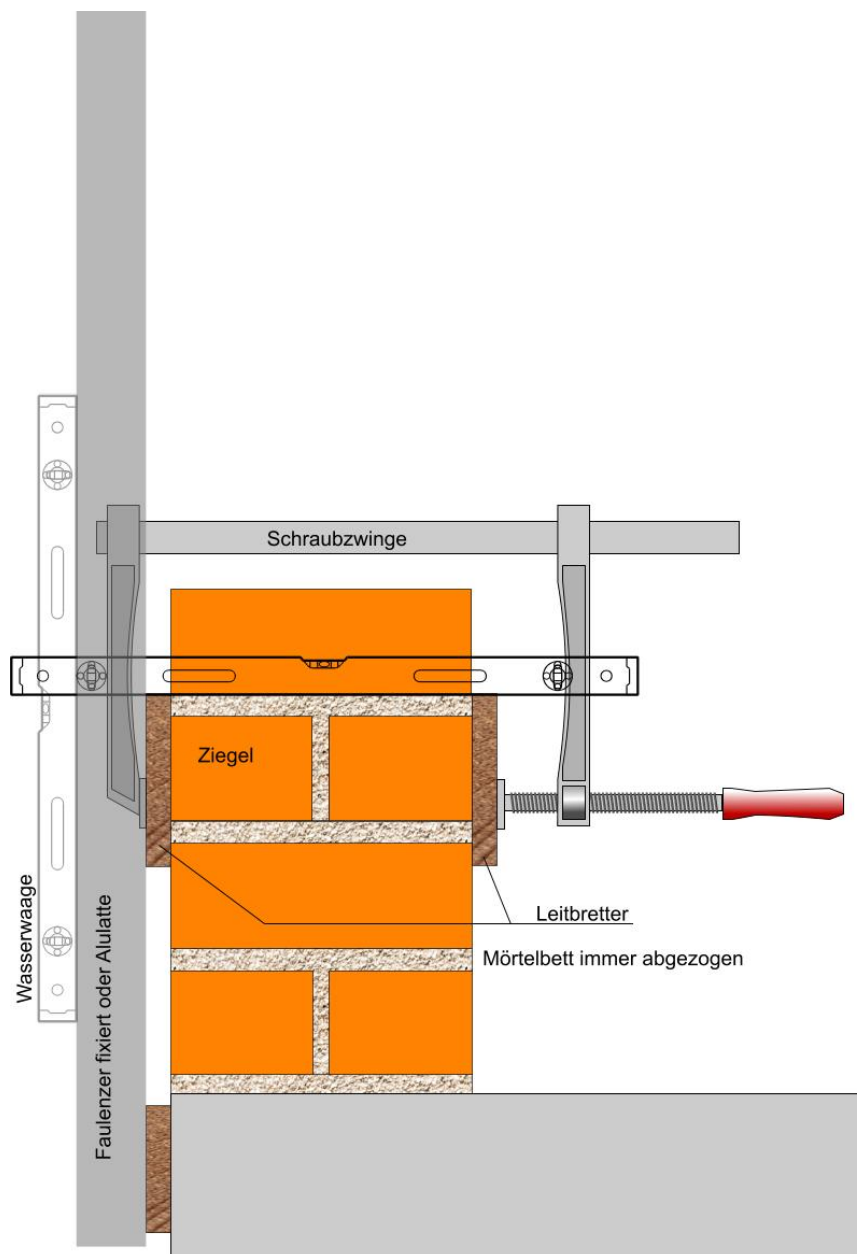 Schraubzwinge
Ziegel
Leitbretter
Mörtelbett immer abgezogen
Wasserwaage
Faulenzer fixiert oder Alulatte